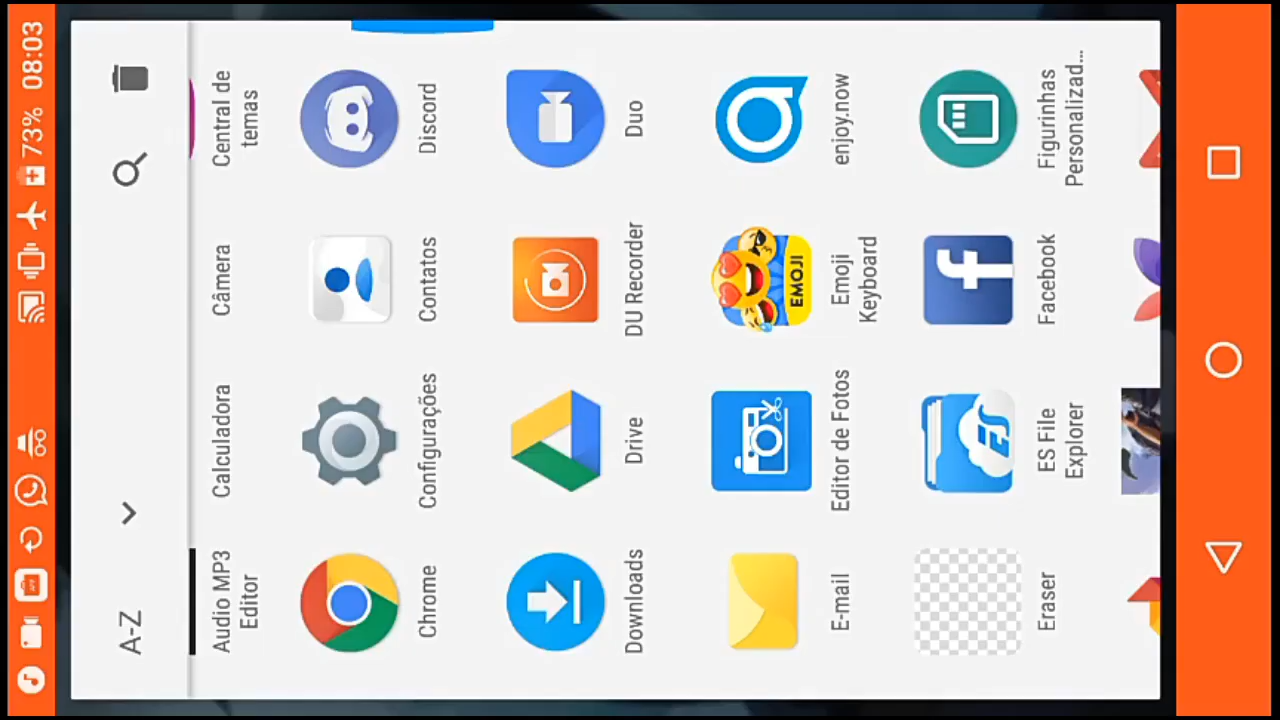 73% 08:03
A-Z
Audio MP3
Editor
Calculadora
Câmera
Central de
temas
Chrome
Configurações
Contatos
Discord
Downloads
Drive
DU Recorder
Duo
E-mail
Editor de Fotos
EMOJI
Emoji
Keyboard
enjoy.now
Eraser
ES
ES File
Explorer
Facebook
Figurinhas
Personalizad...